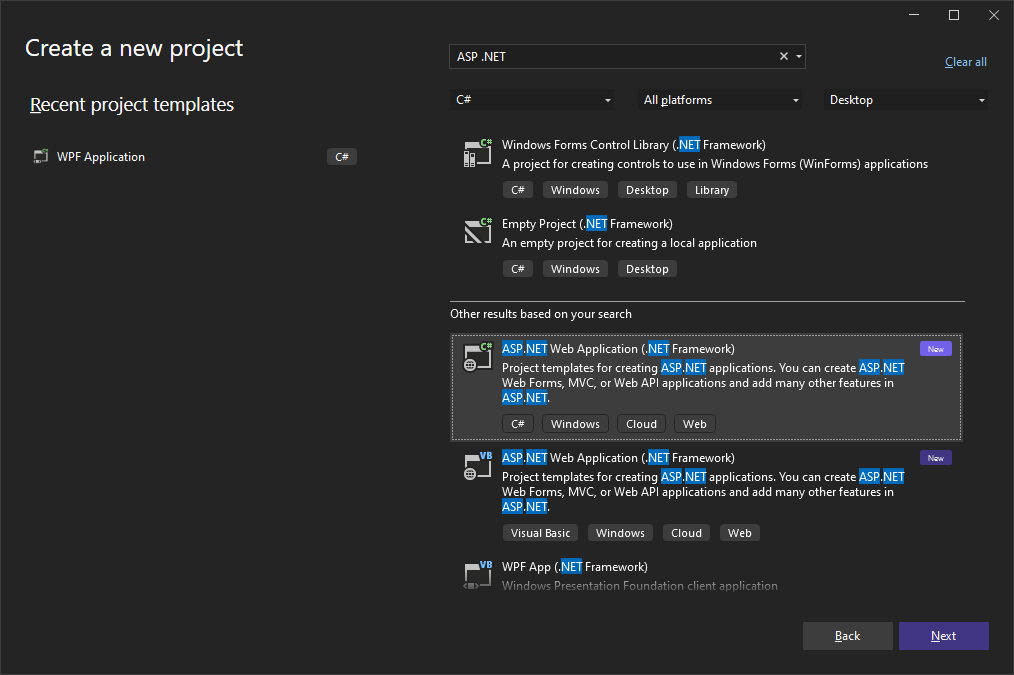 Create a new project
ASP .NET
Clear all
Recent project templates
C#
All platforms
Desktop
WPF Application
C#
C#
Windows Forms Control Library (.NET Framework)
A project for creating controls to use in Windows Forms (WinForms) applications
C# Windows Desktop Library
C#
Empty Project (.NET Framework)
An empty project for creating a local application
C# Windows Desktop
Other results based on your search
C#
ASP.NET Web Application (.NET Framework)
New
Project templates for creating ASP.NET applications. You can create ASP.NET
Web Forms, MVC, or Web API applications and add many other features in
ASP.NET.
C# Windows Cloud Web
VB
ASP.NET Web Application (.NET Framework)
New
Project templates for creating ASP.NET applications. You can create ASP.NET
Web Forms, MVC, or Web API applications and add many other features in
ASP.NET.
Visual Basic Windows Cloud Web
VB
WPF App (.NET Framework)
Windows Presentation Foundation client application
Back
Next